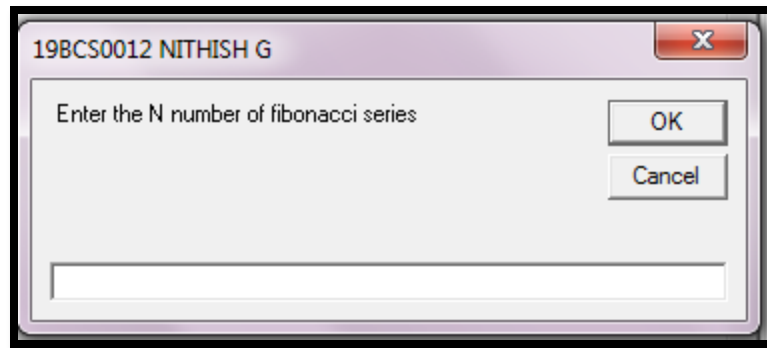 19BCS0012 NITHISH G
Enter the N number of fibonacci series
OK
Cancel